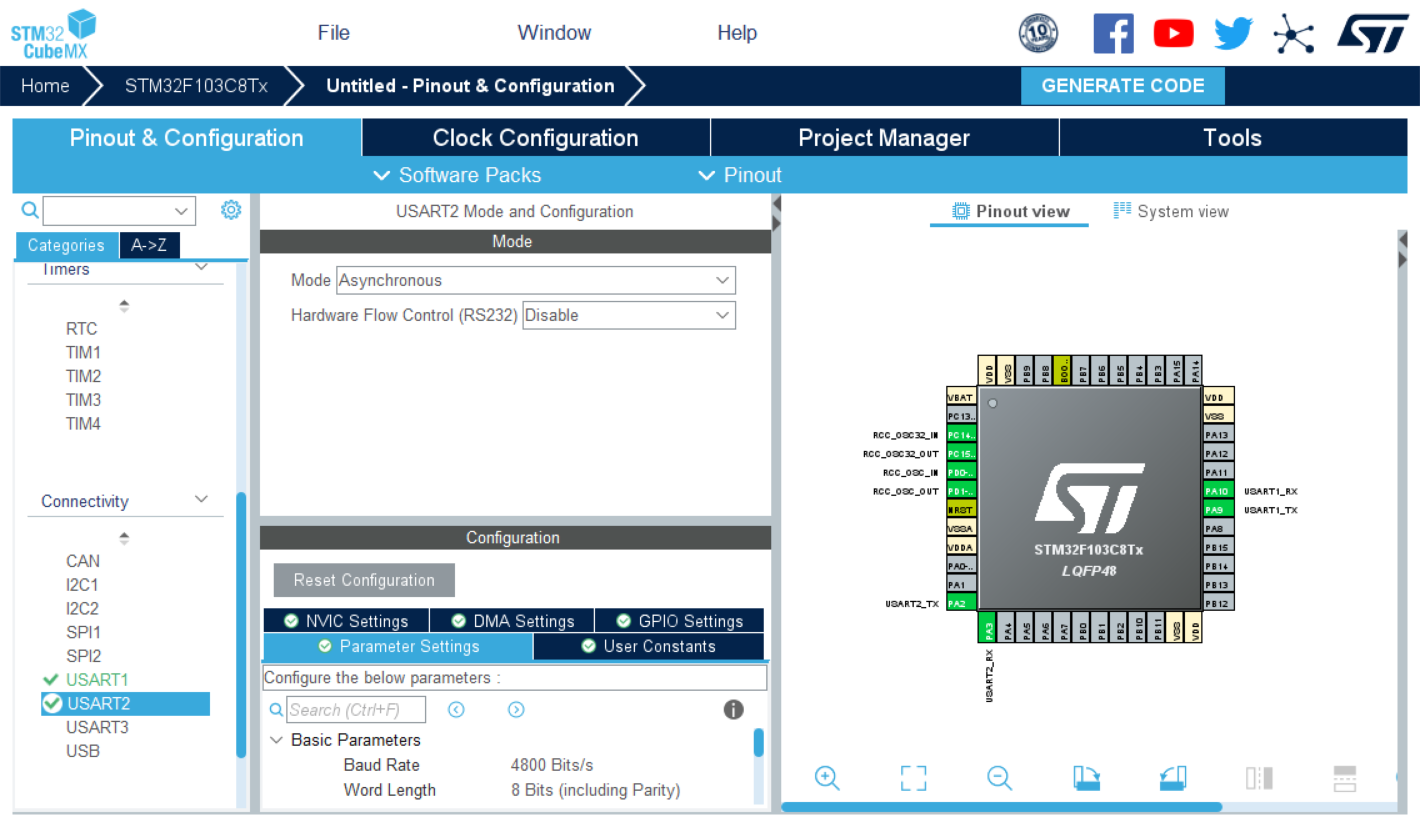 STM32
CubeMX
File
Window
Help
10
Home
STM32F103C8Tx
Untitled - Pinout & Configuration
GENERATE CODE
Pinout & Configuration
Clock Configuration
Project Manager
Tools
Software Packs
Pinout
Categories
A->Z
Timers
RTC
TIM1
TIM2
TIM3
TIM4
Connectivity
CAN
I2C1
I2C2
SPI1
SPI2
USART1
USART2
USART3
USB
USART2 Mode and Configuration
Mode
Mode Asynchronous
Hardware Flow Control (RS232) Disable
Configuration
Reset Configuration
NVIC Settings
DMA Settings
GPIO Settings
Parameter Settings
User Constants
Configure the below parameters :
Search (Ctrl+F)
Basic Parameters
Baud Rate 4800 Bits/s
Word Length 8 Bits (including Parity)
Pinout view
System view
VDD
VSS
PB9
PB8
BOO..
PB7
PB6
PB5
PB4
PB3
PA15
PA14
VBAT
PC13..
RCC_OSC32_IN PC14..
RCC_OSC32_OUT PC15..
RCC_OSC_IN PD0-..
RCC_OSC_OUT PD1-..
NRST
VSSA
VDDA
PA0-..
PA1
USART2_TX PA2
STM32F103C8Tx
LQFP48
VDD
VSS
PA13
PA12
PA11
PA10 USART1_RX
PA9 USART1_TX
PA8
PB15
PB14
PB13
PB12
PA3
PA4
PA5
PA6
PA7
PB0
PB1
PB2
PB10
PB11
VSS
VDD
USART2_RX